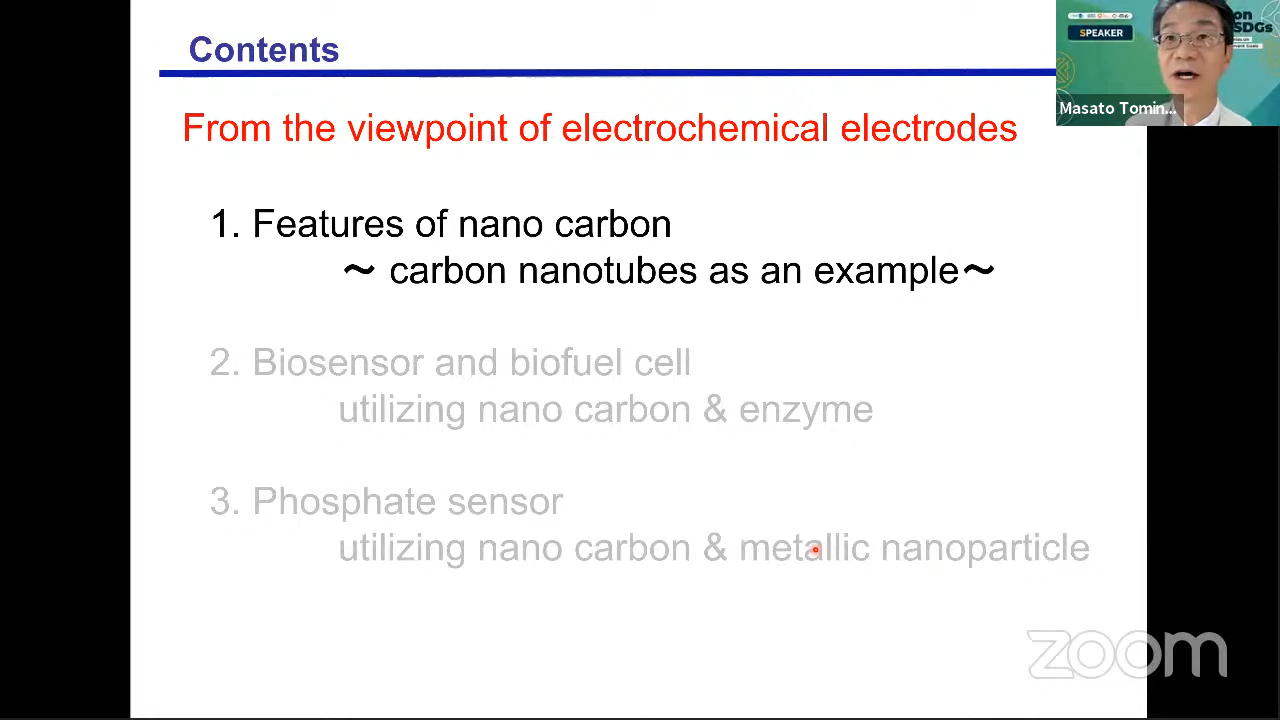 Contents
From the viewpoint of electrochemical electrodes
1. Features of nano carbon
～ carbon nanotubes as an example～
2. Biosensor and biofuel cell
utilizing nano carbon & enzyme
3. Phosphate sensor
utilizing nano carbon & metallic nanoparticle
SPEAKER
on
SDGs
Masato Tomin...
zoom